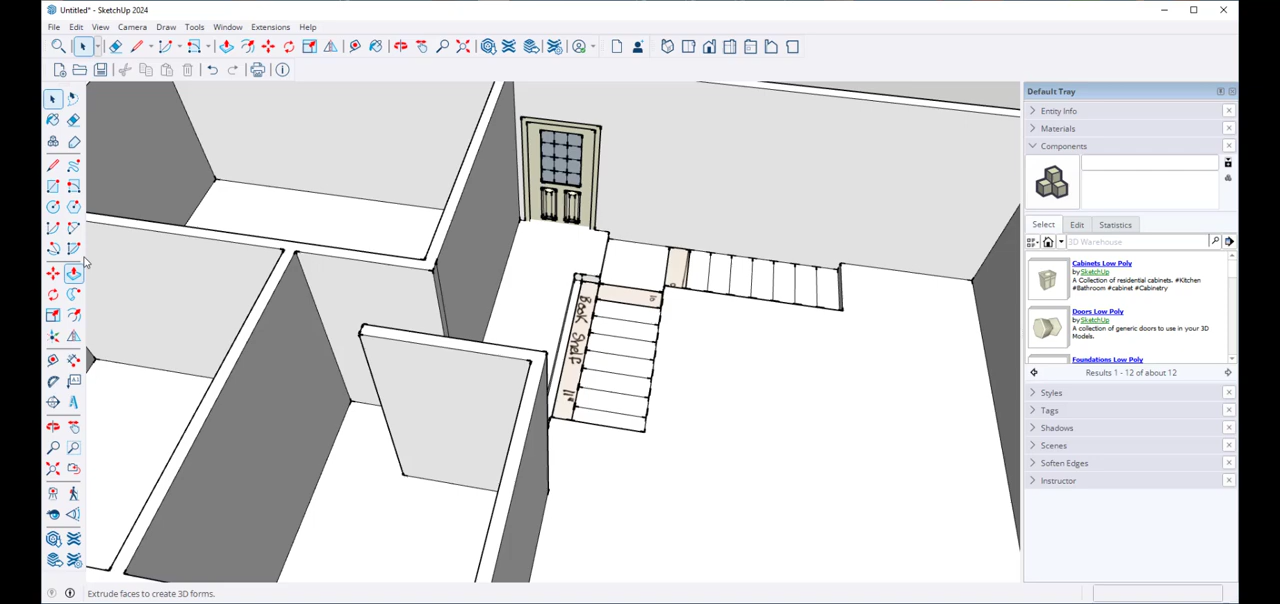 Untitled* - SketchUp 2024
File Edit View Camera Draw Tools Window Extensions Help
Default Tray
Entity Info
Materials
Components
Select Edit Statistics
3D Warehouse
Cabinets Low Poly
by SketchUp
A Collection of residential cabinets. #Kitchen
#Bathroom #cabinet #Cabinetry
Doors Low Poly
by SketchUp
A collection of generic doors to use in your 3D
Models.
Foundations Low Poly
Results 1 - 12 of about 12
Styles
Tags
Shadows
Scenes
Soften Edges
Instructor
Book Shelf 11"
Extrude faces to create 3D forms.